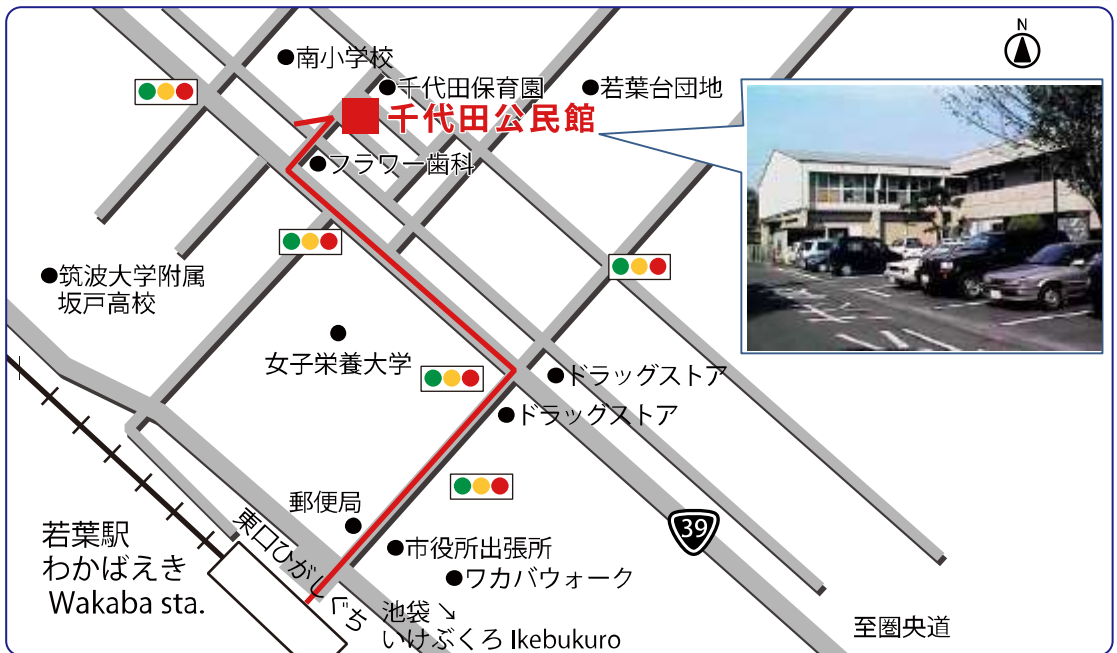 N
●南小学校
●千代田保育園
●若葉台団地
千代田公民館
●フラワー歯科
●筑波大学附属
坂戸高校
女子栄養大学
●ドラッグストア
●ドラッグストア
郵便局
39
若葉駅
わかばえき
Wakaba sta.
東口ひがしぐち
●市役所出張所
●ワカバウォーク
池袋↘
いけぶくろ Ikebukuro
至圏央道